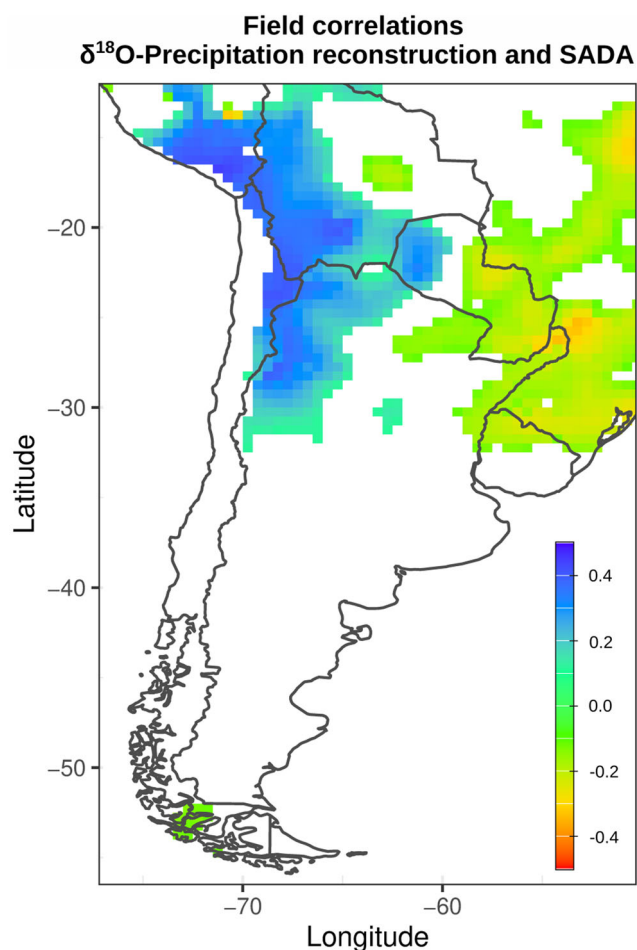 Field correlations
δ¹⁸O-Precipitation reconstruction and SADA
Latitude
−20
−30
−40
−50
0.4
0.2
0.0
-0.2
-0.4
−70
−60
Longitude